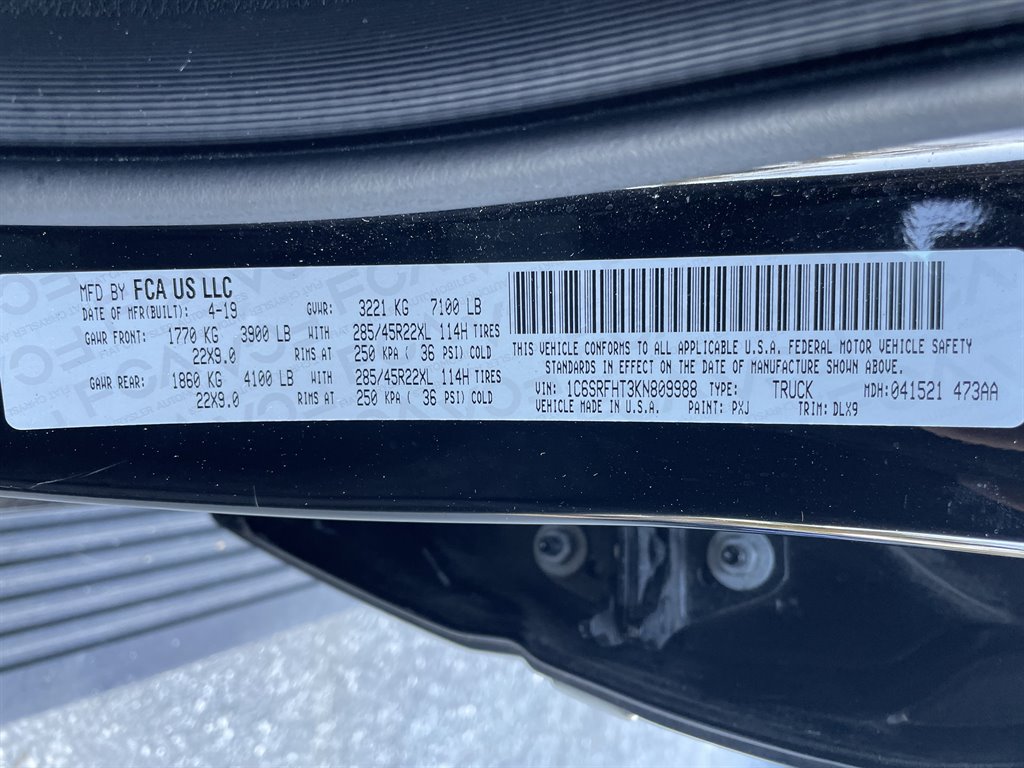 MFD BY FCA US LLC
DATE OF MFR(BUILT): 4-19 GVWR: 3221 KG 7100 LB
GAWR FRONT: 1770 KG 3900 LB WITH 285/45R22XL 114H TIRES
22X9.0 RIMS AT 250 KPA ( 36 PSI) COLD
GAWR REAR: 1860 KG 4100 LB WITH 285/45R22XL 114H TIRES
22X9.0 RIMS AT 250 KPA ( 36 PSI) COLD
THIS VEHICLE CONFORMS TO ALL APPLICABLE U.S.A. FEDERAL MOTOR VEHICLE SAFETY
STANDARDS IN EFFECT ON THE DATE OF MANUFACTURE SHOWN ABOVE.
VIN: 1C6SRFHT3KN809988 TYPE: TRUCK MDH: 041521 473AA
VEHICLE MADE IN U.S.A. PAINT: PXJ TRIM: DLX9